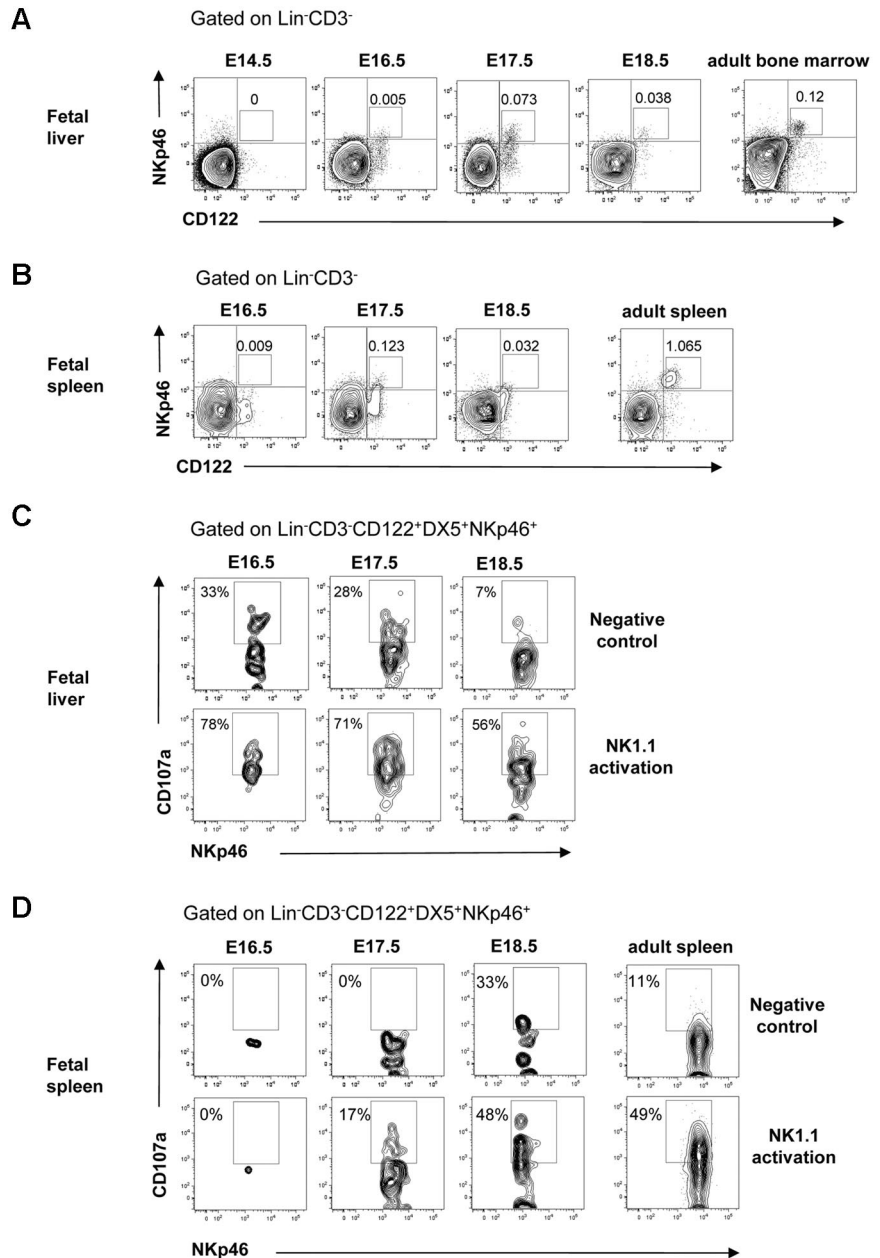 A
Gated on Lin⁻CD3⁻
E14.5 E16.5 E17.5 E18.5 adult bone marrow
Fetal liver
NKp46
0 0.005 0.073 0.038 0.12
CD122
B
Gated on Lin⁻CD3⁻
E16.5 E17.5 E18.5 adult spleen
Fetal spleen
NKp46
0.009 0.123 0.032 1.065
CD122
C
Gated on Lin⁻CD3⁻CD122⁺DX5⁺NKp46⁺
E16.5 E17.5 E18.5
33% 28% 7%
Negative control
Fetal liver
78% 71% 56%
NK1.1 activation
CD107a
NKp46
D
Gated on Lin⁻CD3⁻CD122⁺DX5⁺NKp46⁺
E16.5 E17.5 E18.5 adult spleen
0% 0% 33% 11%
Negative control
Fetal spleen
0% 17% 48% 49%
NK1.1 activation
CD107a
NKp46